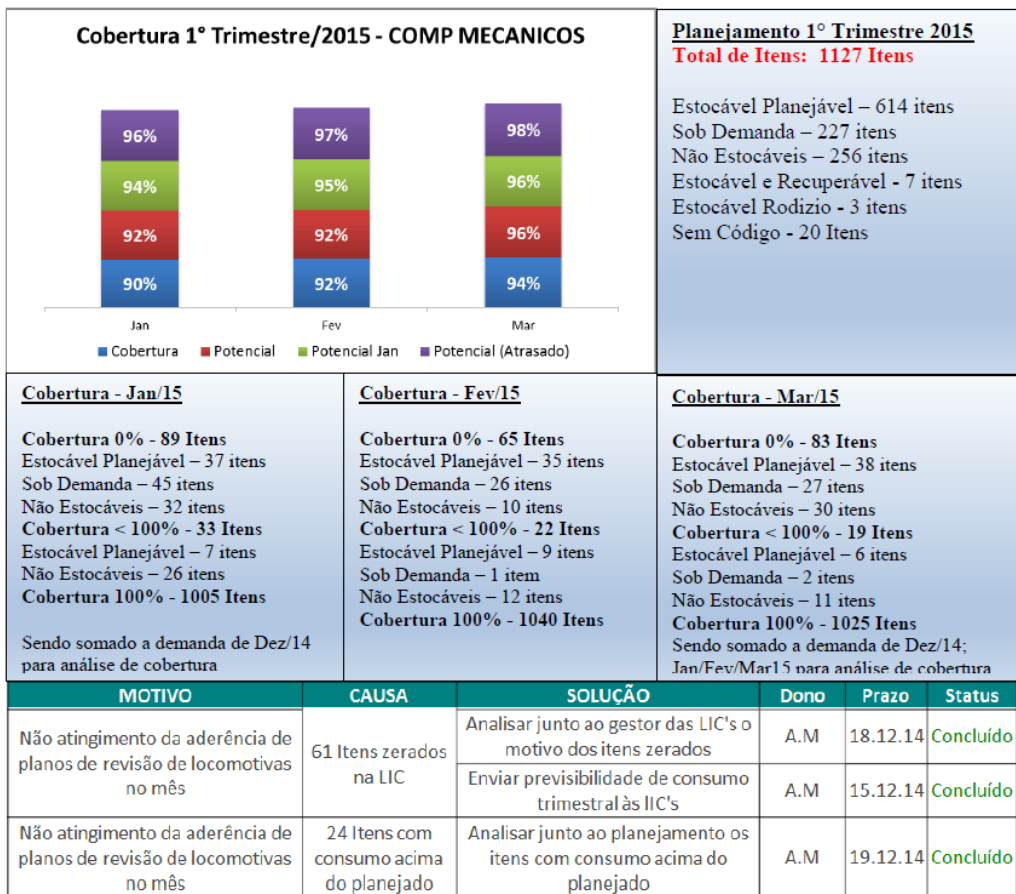 Cobertura 1° Trimestre/2015 - COMP MECANICOS
96%
97%
98%
94%
95%
96%
92%
92%
96%
90%
92%
94%
Jan
Fev
Mar
Cobertura
Potencial
Potencial Jan
Potencial (Atrasado)
Planejamento 1° Trimestre 2015
Total de Itens: 1127 Itens
Estocável Planejável – 614 itens
Sob Demanda – 227 itens
Não Estocáveis – 256 itens
Estocável e Recuperável - 7 itens
Estocável Rodizio - 3 itens
Sem Código - 20 Itens
Cobertura - Jan/15
Cobertura 0% - 89 Itens
Estocável Planejável – 37 itens
Sob Demanda – 45 itens
Não Estocáveis – 32 itens
Cobertura < 100% - 33 Itens
Estocável Planejável – 7 itens
Não Estocáveis – 26 itens
Cobertura 100% - 1005 Itens
Sendo somado a demanda de Dez/14
para análise de cobertura
Cobertura - Fev/15
Cobertura 0% - 65 Itens
Estocável Planejável – 35 itens
Sob Demanda – 26 itens
Não Estocáveis – 10 itens
Cobertura < 100% - 22 Itens
Estocável Planejável – 9 itens
Sob Demanda – 1 item
Não Estocáveis – 12 itens
Cobertura 100% - 1040 Itens
Cobertura - Mar/15
Cobertura 0% - 83 Itens
Estocável Planejável – 38 itens
Sob Demanda – 27 itens
Não Estocáveis – 30 itens
Cobertura < 100% - 19 Itens
Estocável Planejável – 6 itens
Sob Demanda – 2 itens
Não Estocáveis – 11 itens
Cobertura 100% - 1025 Itens
Sendo somado a demanda de Dez/14;
Jan/Fev/Mar15 para análise de cobertura
MOTIVO CAUSA SOLUÇÃO Dono Prazo Status
Não atingimento da aderência de
planos de revisão de locomotivas
no mês
61 Itens zerados
na LIC
Analisar junto ao gestor das LIC's o
motivo dos itens zerados
A.M 18.12.14 Concluído
Enviar previsibilidade de consumo
trimestral às lIC's
A.M 15.12.14 Concluído
Não atingimento da aderência de
planos de revisão de locomotivas
no mês
24 Itens com
consumo acima
do planejado
Analisar junto ao planejamento os
itens com consumo acima do
planejado
A.M 19.12.14 Concluído